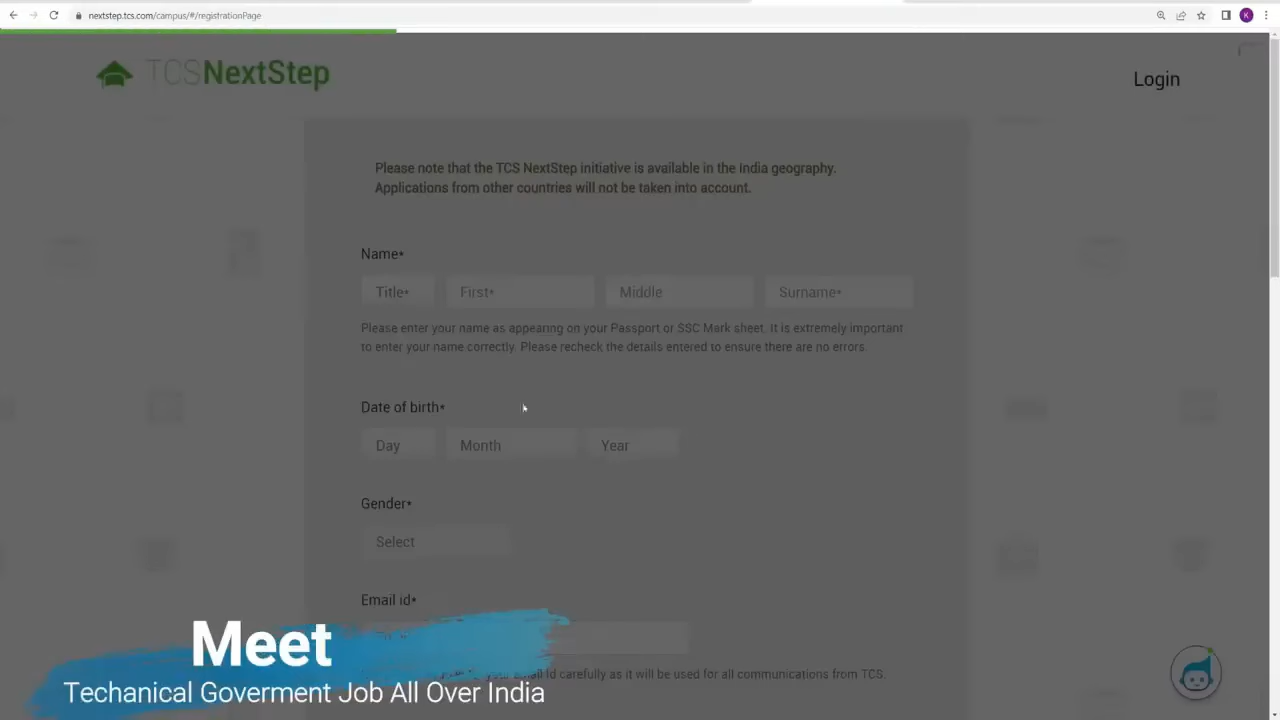 nextstep.tcs.com/campus/#/registrationPage
K
TCSNextStep
Login
Please note that the TCS NextStep initiative is available in the India geography.
Applications from other countries will not be taken into account.
Name*
Title*
First*
Middle
Surname*
Please enter your name as appearing on your Passport or SSC Mark sheet. It is extremely important
to enter your name correctly. Please recheck the details entered to ensure there are no errors.
Date of birth*
Day
Month
Year
Gender*
Select
Email id*
Meet
email id carefully as it will be used for all communications from TCS.
Techanical Goverment Job All Over India